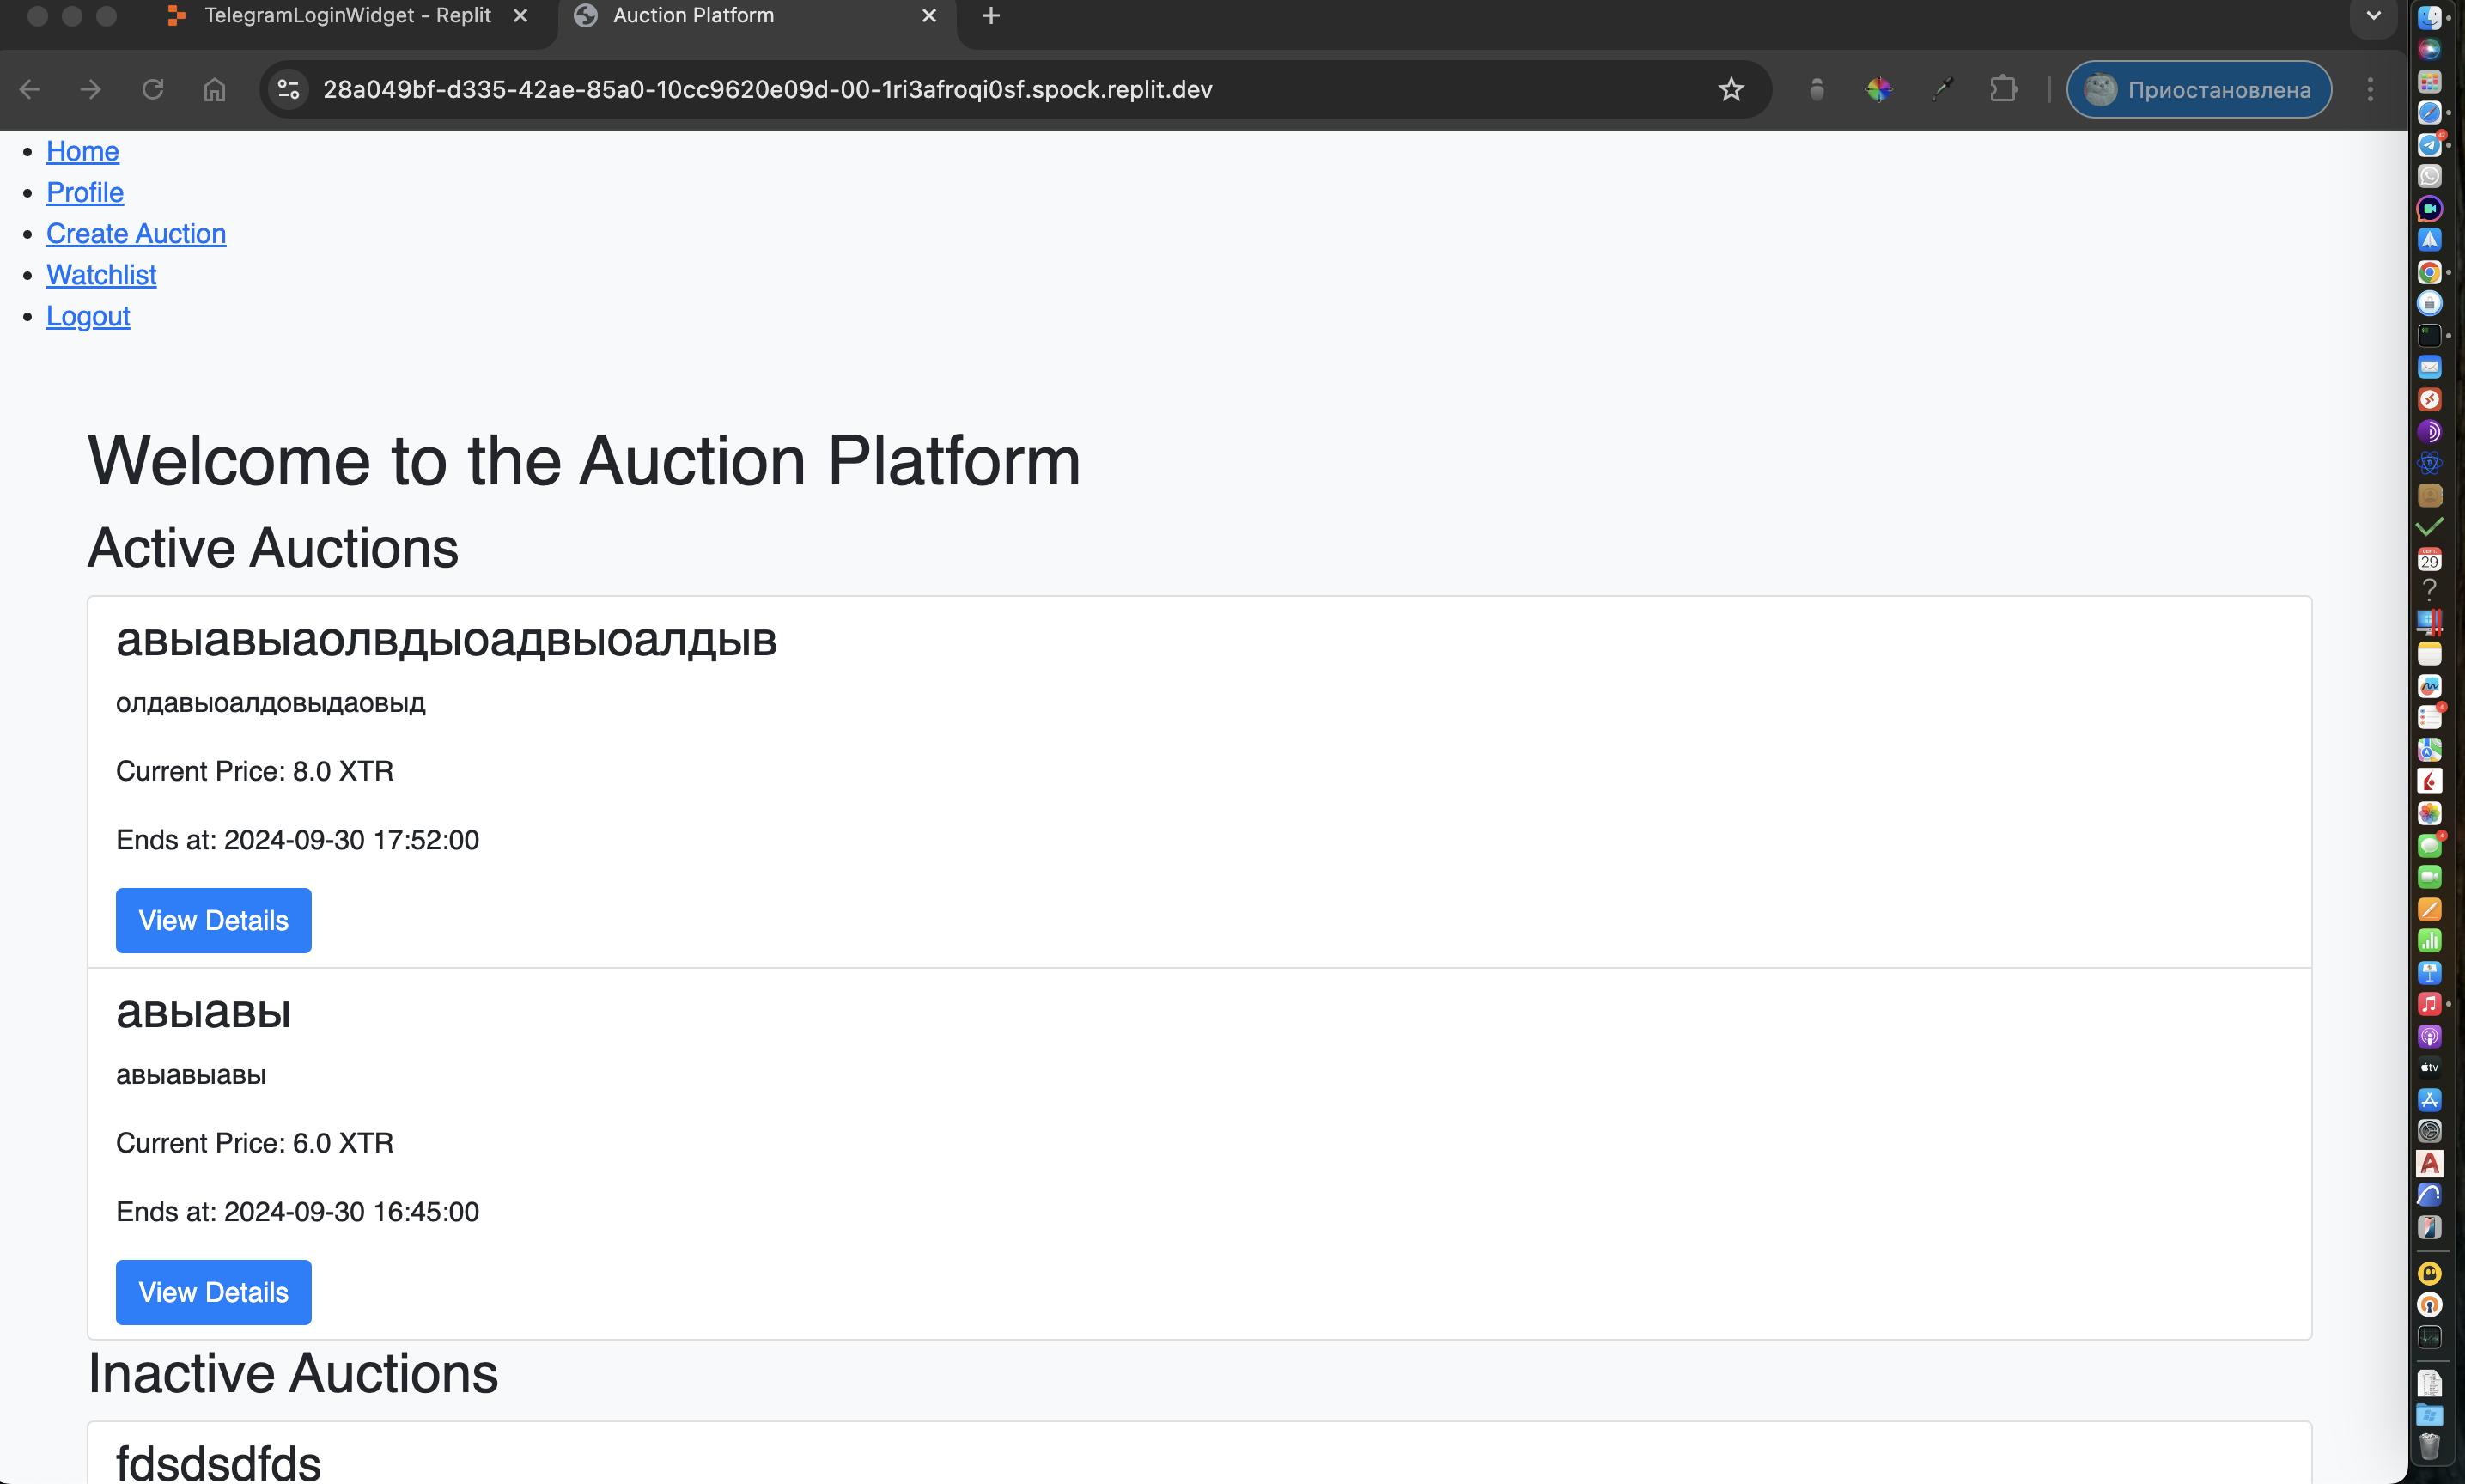 TelegramLoginWidget - Replit
Auction Platform
28a049bf-d335-42ae-85a0-10cc9620e09d-00-1ri3afroqi0sf.spock.replit.dev
Приостановлена
Home
Profile
Create Auction
Watchlist
Logout
Welcome to the Auction Platform
Active Auctions
авыавыаолвдыоадвыоалдыв
олдавыоалдовыдаовыд
Current Price: 8.0 XTR
Ends at: 2024-09-30 17:52:00
View Details
авыавы
авыавыавы
Current Price: 6.0 XTR
Ends at: 2024-09-30 16:45:00
View Details
Inactive Auctions
fdsdsdfds
29
tv